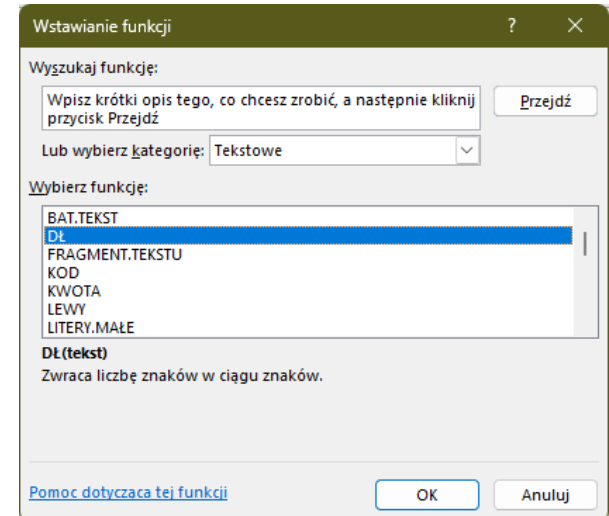 Wstawianie funkcji ? ×
Wyszukaj funkcję:
Wpisz krótki opis tego, co chcesz zrobić, a następnie kliknij
przycisk Przejdź
Przejdź
Lub wybierz kategorię: Tekstowe
Wybierz funkcję:
BAT.TEKST
DŁ
FRAGMENT.TEKSTU
KOD
KWOTA
LEWY
LITERY.MAŁE
DŁ(tekst)
Zwraca liczbę znaków w ciągu znaków.
Pomoc dotycząca tej funkcji
OK Anuluj